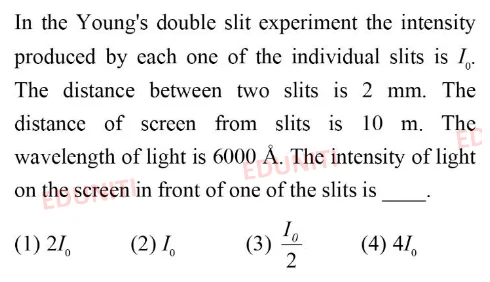 In the Young's double slit experiment the intensity
produced by each one of the individual slits is I₀.
The distance between two slits is 2 mm. The
distance of screen from slits is 10 m. The
wavelength of light is 6000 Å. The intensity of light
on the screen in front of one of the slits is ____.
(1) 2I₀ (2) I₀ (3) I₀/2 (4) 4I₀
EDUNITI
EDUNITI
ED